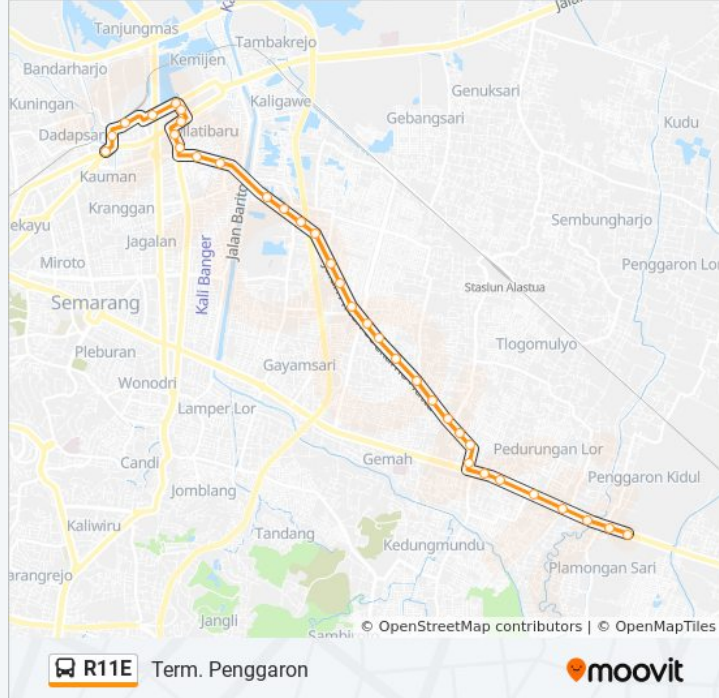 Tanjungmas
Tambakrejo
Bandarharjo
Kemijen
Kuningan
Kaligawe
Genuksari
Gebangsari
Kudu
Dadapsari
Kauman
Kranggan
ekayu
Jalan Barito
Jagalan
Sembungharjo
Kali Banger
Miroto
Penggaron Lor
Stasiun Alastua
Semarang
Tlogomulyo
Pleburan
Gayamsari
Wonodri
Lamper Lor
Pedurungan Lor
Gemah
Candi
Penggaron Kidul
Jomblang
Kaliwiru
Tandang
Kedungmundu
Plamongan Sari
arangrejo
Jangli
Sambi
© OpenStreetMap contributors | © OpenMapTiles
R11E Term. Penggaron
moovit